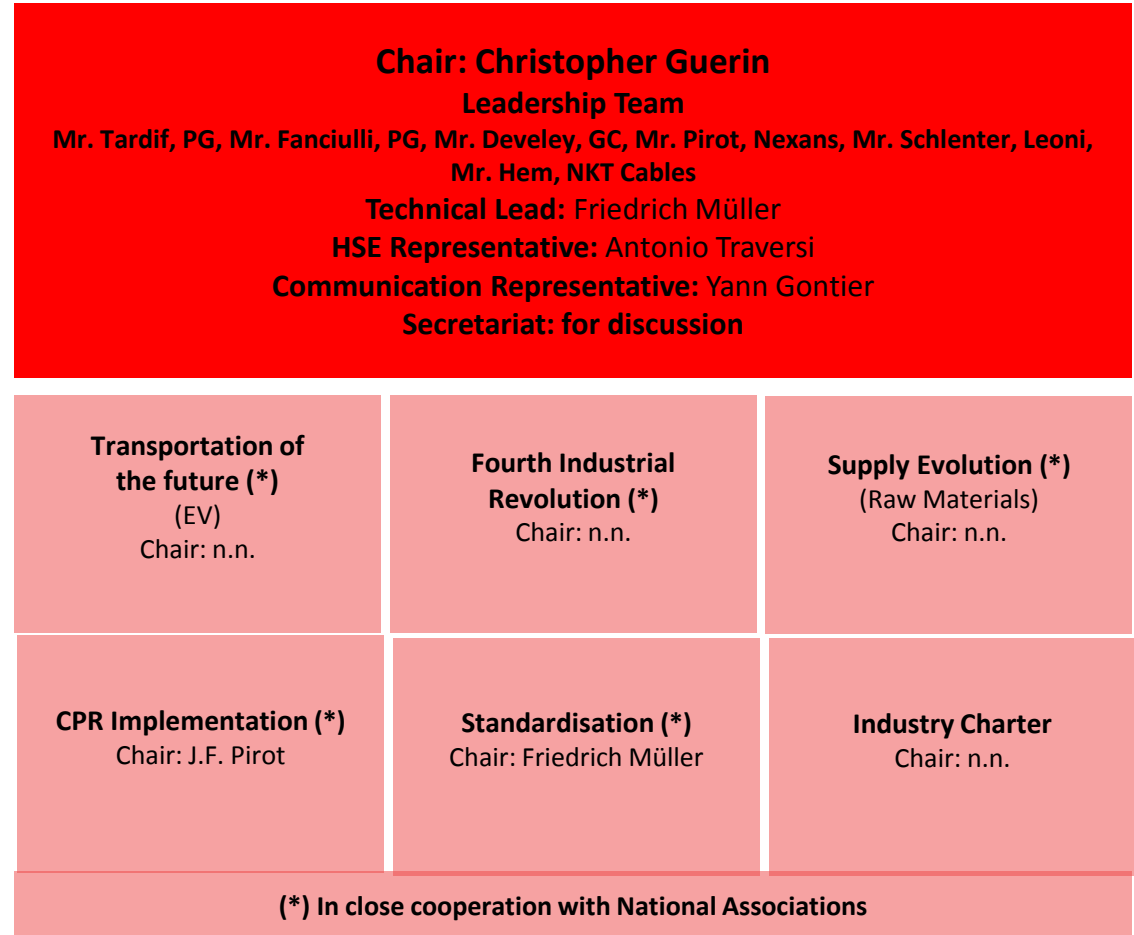 Chair: Christopher Guerin
Leadership Team
Mr. Tardif, PG, Mr. Fanciulli, PG, Mr. Develey, GC, Mr. Pirot, Nexans, Mr. Schlenter, Leoni,
Mr. Hem, NKT Cables
Technical Lead: Friedrich Müller
HSE Representative: Antonio Traversi
Communication Representative: Yann Gontier
Secretariat: for discussion
Transportation of
the future (*)
(EV)
Chair: n.n.
Fourth Industrial
Revolution (*)
Chair: n.n.
Supply Evolution (*)
(Raw Materials)
Chair: n.n.
CPR Implementation (*)
Chair: J.F. Pirot
Standardisation (*)
Chair: Friedrich Müller
Industry Charter
Chair: n.n.
(*) In close cooperation with National Associations